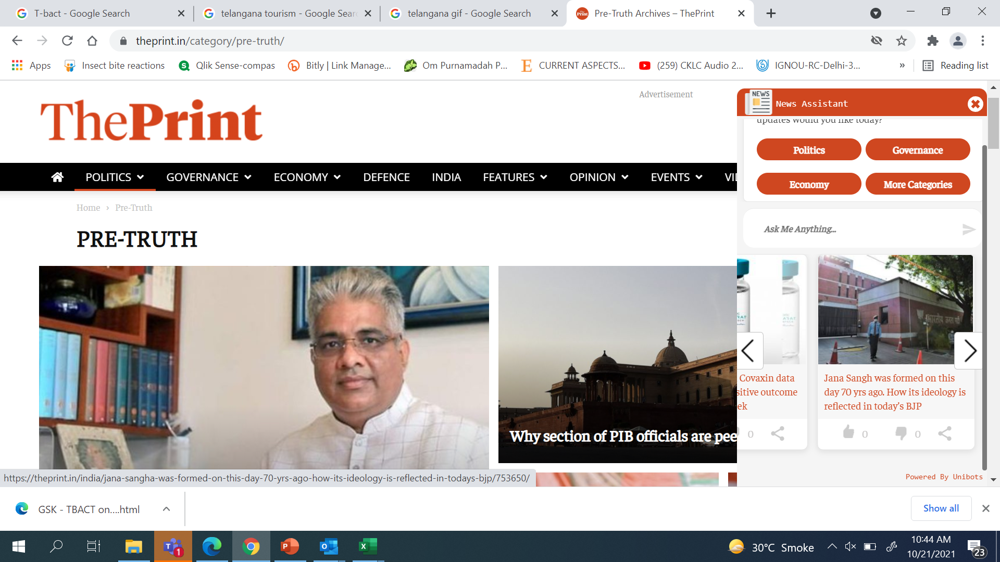 T-bact - Google Search
telangana tourism - Google Sear
telangana gif - Google Search
Pre-Truth Archives – ThePrint
theprint.in/category/pre-truth/
Apps
Insect bite reactions
Qlik Sense-compas
Bitly | Link Manage...
Om Purnamadah P...
CURRENT ASPECTS...
(259) CKLC Audio 2...
IGNOU-RC-Delhi-3...
»
Reading list
ThePrint
Advertisement
POLITICS
GOVERNANCE
ECONOMY
DEFENCE
INDIA
FEATURES
OPINION
EVENTS
Home › Pre-Truth
PRE-TRUTH
Why section of PIB officials are pee
NEWS
News Assistant
updates would you like today?
Politics
Governance
Economy
More Categories
Ask Me Anything...
Covaxin data
sitive outcome
ek
0
भारतीय जनता पार्टी
Jana Sangh was formed on this
day 70 yrs ago. How its ideology is
reflected in today's BJP
0
0
Powered By Unibots
https://theprint.in/india/jana-sangha-was-formed-on-this-day-70-yrs-ago-how-its-ideology-is-reflected-in-todays-bjp/753650/
GSK - TBACT on....html
Show all
1
30°C Smoke
10:44 AM
10/21/2021
23